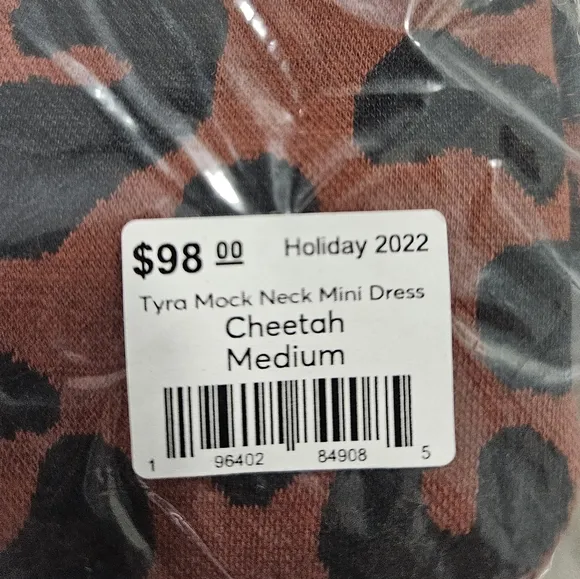 $98 00 Holiday 2022
Tyra Mock Neck Mini Dress
Cheetah
Medium
1 96402 84908 5